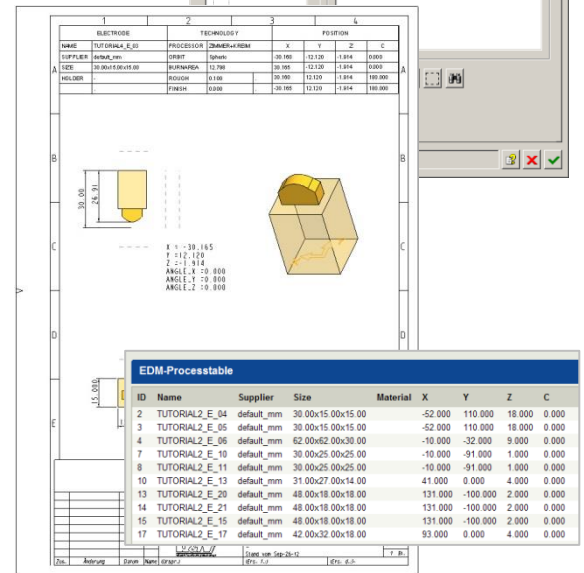 1 2 3 4
ELECTRODE TECHNOLOGY POSITION
NAME TUTORIAL4_E_03 PROCESSOR ZIMMER+KREIM X Y Z C
SUPPLIER default_mm ORBIT Spheric -30.160 -12.120 -1.914 0.000
A SIZE 30.00x15.00x15.00 BURNAREA 12.798 30.165 -12.120 -1.914 0.000 A
HOLDER - ROUGH 0.100 30.160 12.120 -1.914 180.000
FINISH 0.000 -30.165 12.120 -1.914 180.000
B B
30.00
26.91
C C
X =-30.165
Y =12.120
Z =-1.914
ANGLE_X =0.000
ANGLE_Y =0.000
ANGLE_Z =0.000
D D
15.000
E
EDM-Processtable
ID Name Supplier Size Material X Y Z C
2 TUTORIAL2_E_04 default_mm 30.00x15.00x15.00 -52.000 110.000 18.000 0.000
3 TUTORIAL2_E_05 default_mm 30.00x15.00x15.00 -52.000 110.000 18.000 0.000
4 TUTORIAL2_E_06 default_mm 62.00x62.00x30.00 -10.000 -32.000 9.000 0.000
7 TUTORIAL2_E_10 default_mm 30.00x25.00x25.00 -10.000 -91.000 1.000 0.000
8 TUTORIAL2_E_11 default_mm 30.00x25.00x25.00 -10.000 -91.000 1.000 0.000
10 TUTORIAL2_E_13 default_mm 31.00x27.00x14.00 41.000 0.000 4.000 0.000
13 TUTORIAL2_E_20 default_mm 48.00x18.00x18.00 131.000 -100.000 2.000 0.000
14 TUTORIAL2_E_21 default_mm 48.00x18.00x18.00 131.000 -100.000 2.000 0.000
15 TUTORIAL2_E_15 default_mm 48.00x18.00x18.00 131.000 -100.000 2.000 0.000
17 TUTORIAL2_E_17 default_mm 42.00x32.00x18.00 93.000 0.000 4.000 0.000
Stand vom Sep-26-12
Zus. Änderung Datum Name